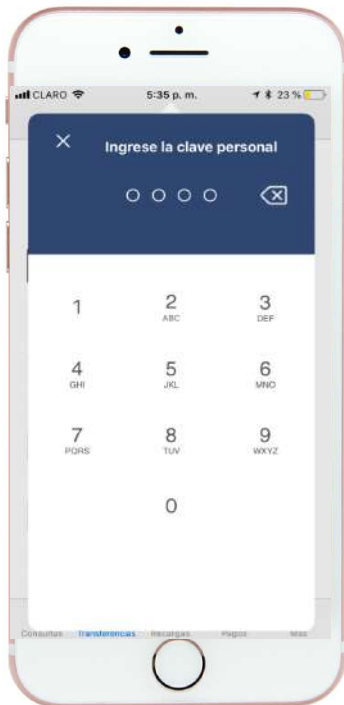 CLARO 5:35 p. m. 23 %
Ingrese la clave personal
1 2 3
ABC DEF
4 5 6
GHI JKL MNO
7 8 9
PQRS TUV WXYZ
0
Consultas Transferencias Recargas Pagos Más